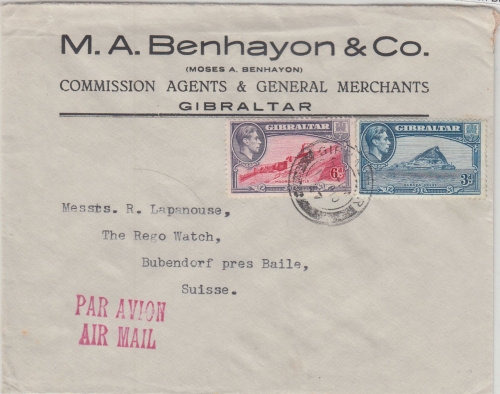 M. A. Benhayon & Co.
(MOSES A. BENHAYON)
COMMISSION AGENTS & GENERAL MERCHANTS
GIBRALTAR
GIBRALTAR
6d
GIBRALTAR
3d
Messts. R. Lapanouse,
The Rego Watch,
Bubendorf pres Baile,
Suisse.
PAR AVION
AIR MAIL